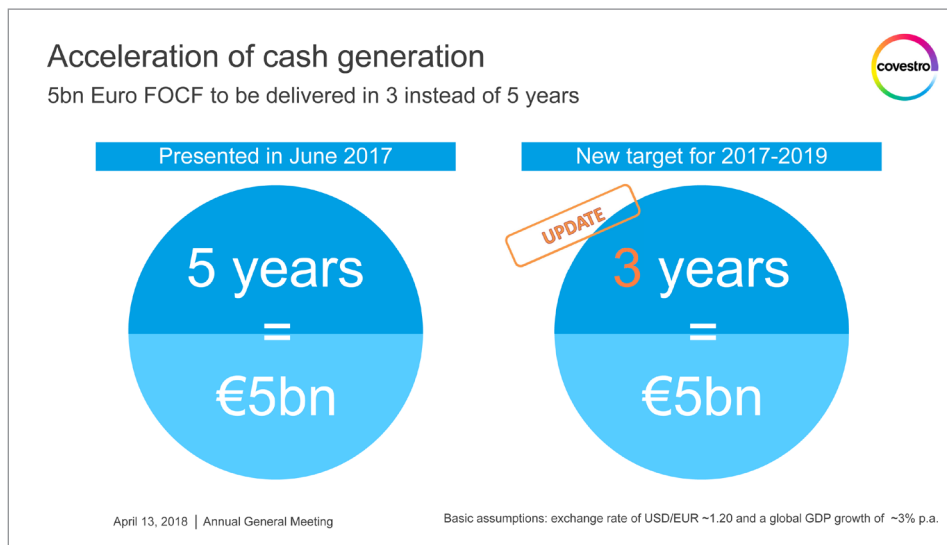 Acceleration of cash generation
5bn Euro FOCF to be delivered in 3 instead of 5 years
covestro
Presented in June 2017
5 years
=
€5bn
New target for 2017-2019
UPDATE
3 years
=
€5bn
April 13, 2018 | Annual General Meeting
Basic assumptions: exchange rate of USD/EUR ~1.20 and a global GDP growth of ~3% p.a.